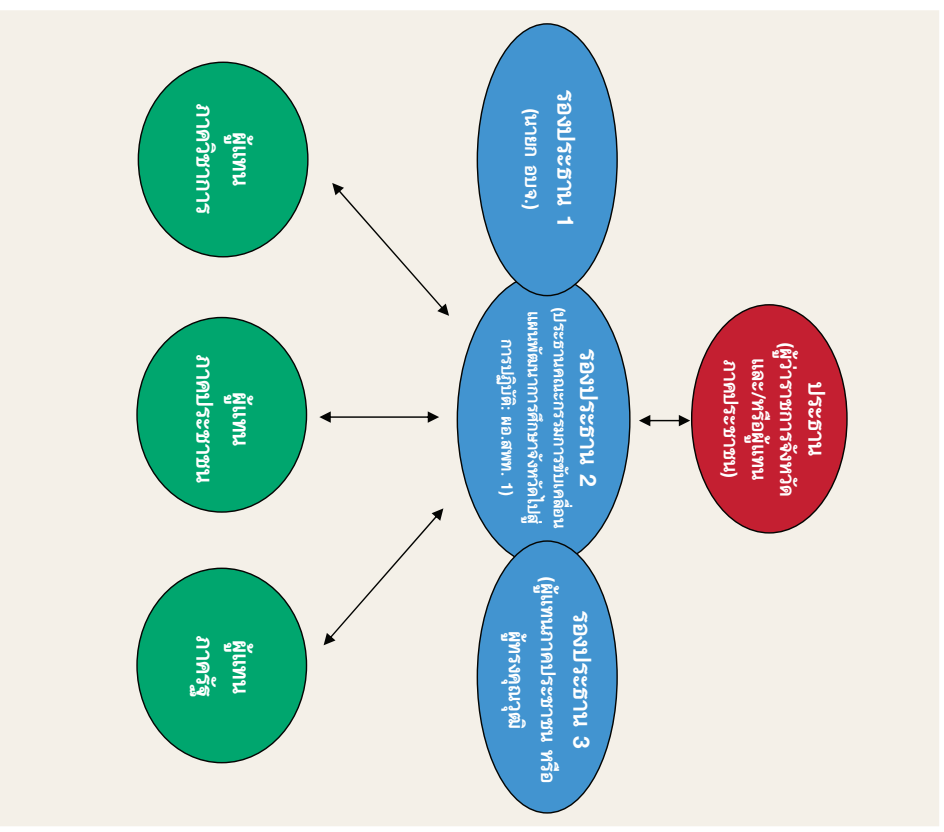 ประธาน
(ผู้ว่าราชการจังหวัด
และ/หรือผู้แทน
ภาคประชาชน)
รองประธาน 1
(นายก อบจ.)
รองประธาน 2
(ประธานคณะกรรมการขับเคลื่อน
แผนพัฒนาการศึกษาจังหวัดไปสู่
การปฏิบัติ: ผอ.สพท. 1)
รองประธาน 3
(ผู้แทนภาคประชาชน หรือ
ผู้ทรงคุณวุฒิ
ผู้แทน
ภาควิชาการ
ผู้แทน
ภาคประชาชน
ผู้แทน
ภาครัฐ